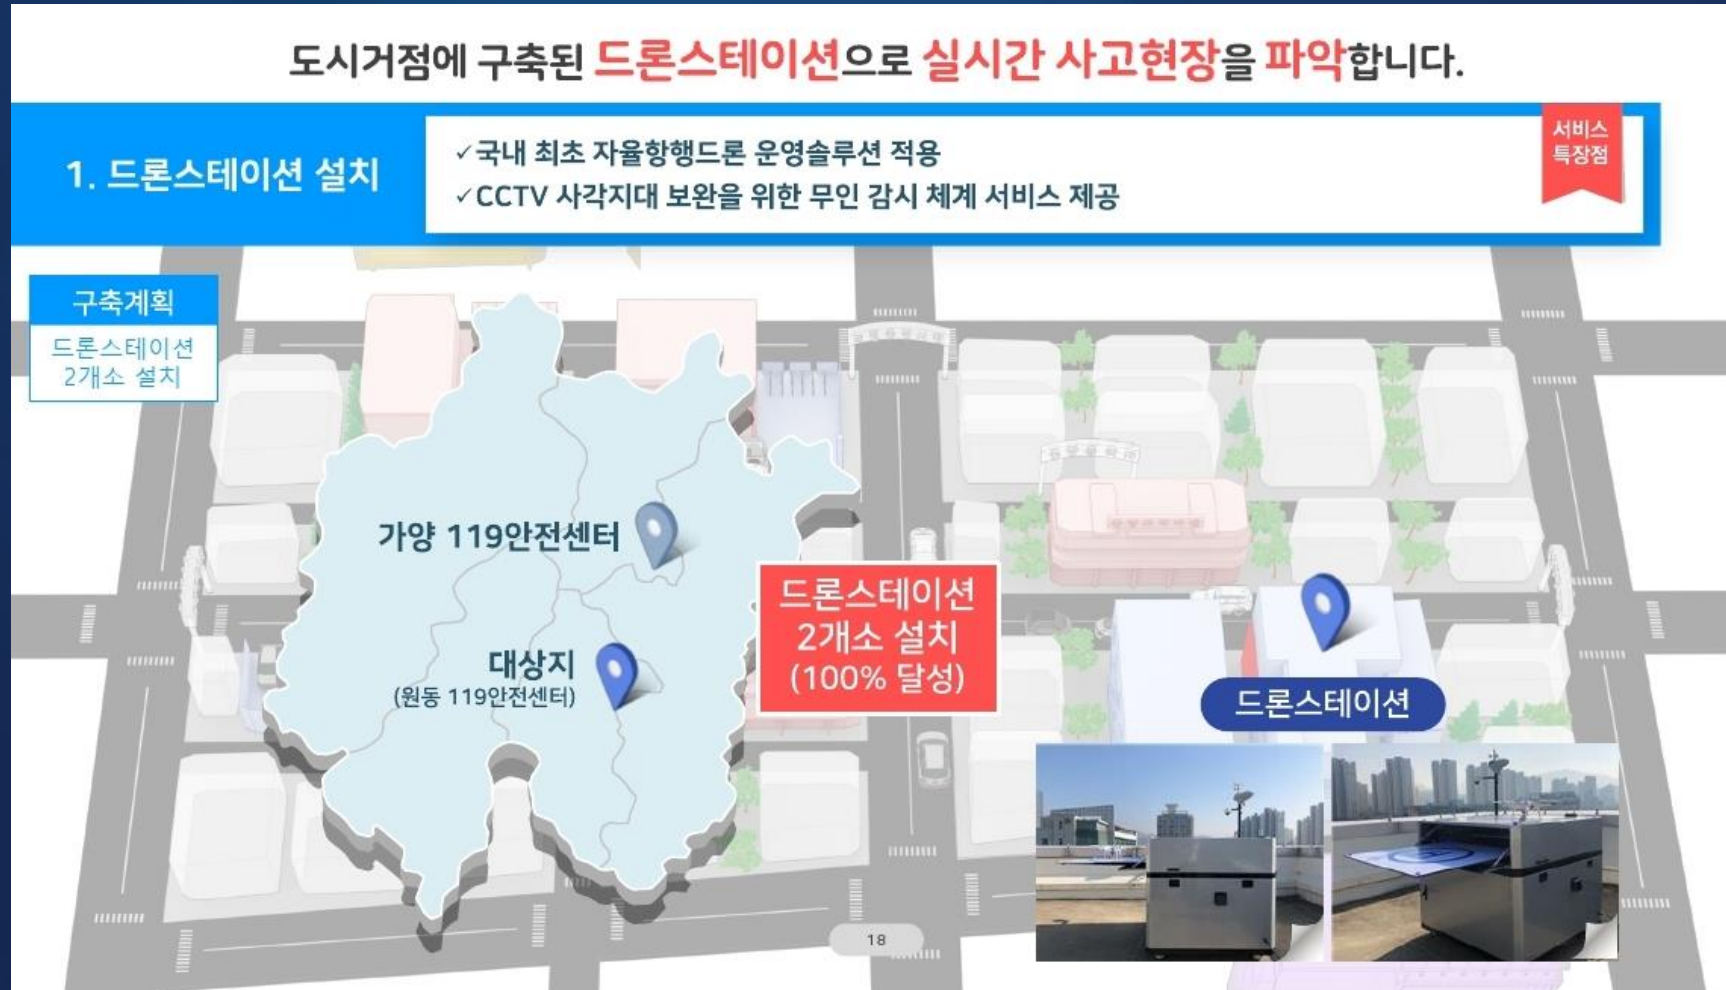 도시거점에 구축된 드론스테이션으로 실시간 사고현장을 파악합니다.
1. 드론스테이션 설치
✓국내 최초 자율항행드론 운영솔루션 적용
✓CCTV 사각지대 보완을 위한 무인 감시 체계 서비스 제공
서비스
특장점
구축계획
드론스테이션
2개소 설치
가양 119안전센터
대상지
(원동 119안전센터)
드론스테이션
2개소 설치
(100% 달성)
드론스테이션
18